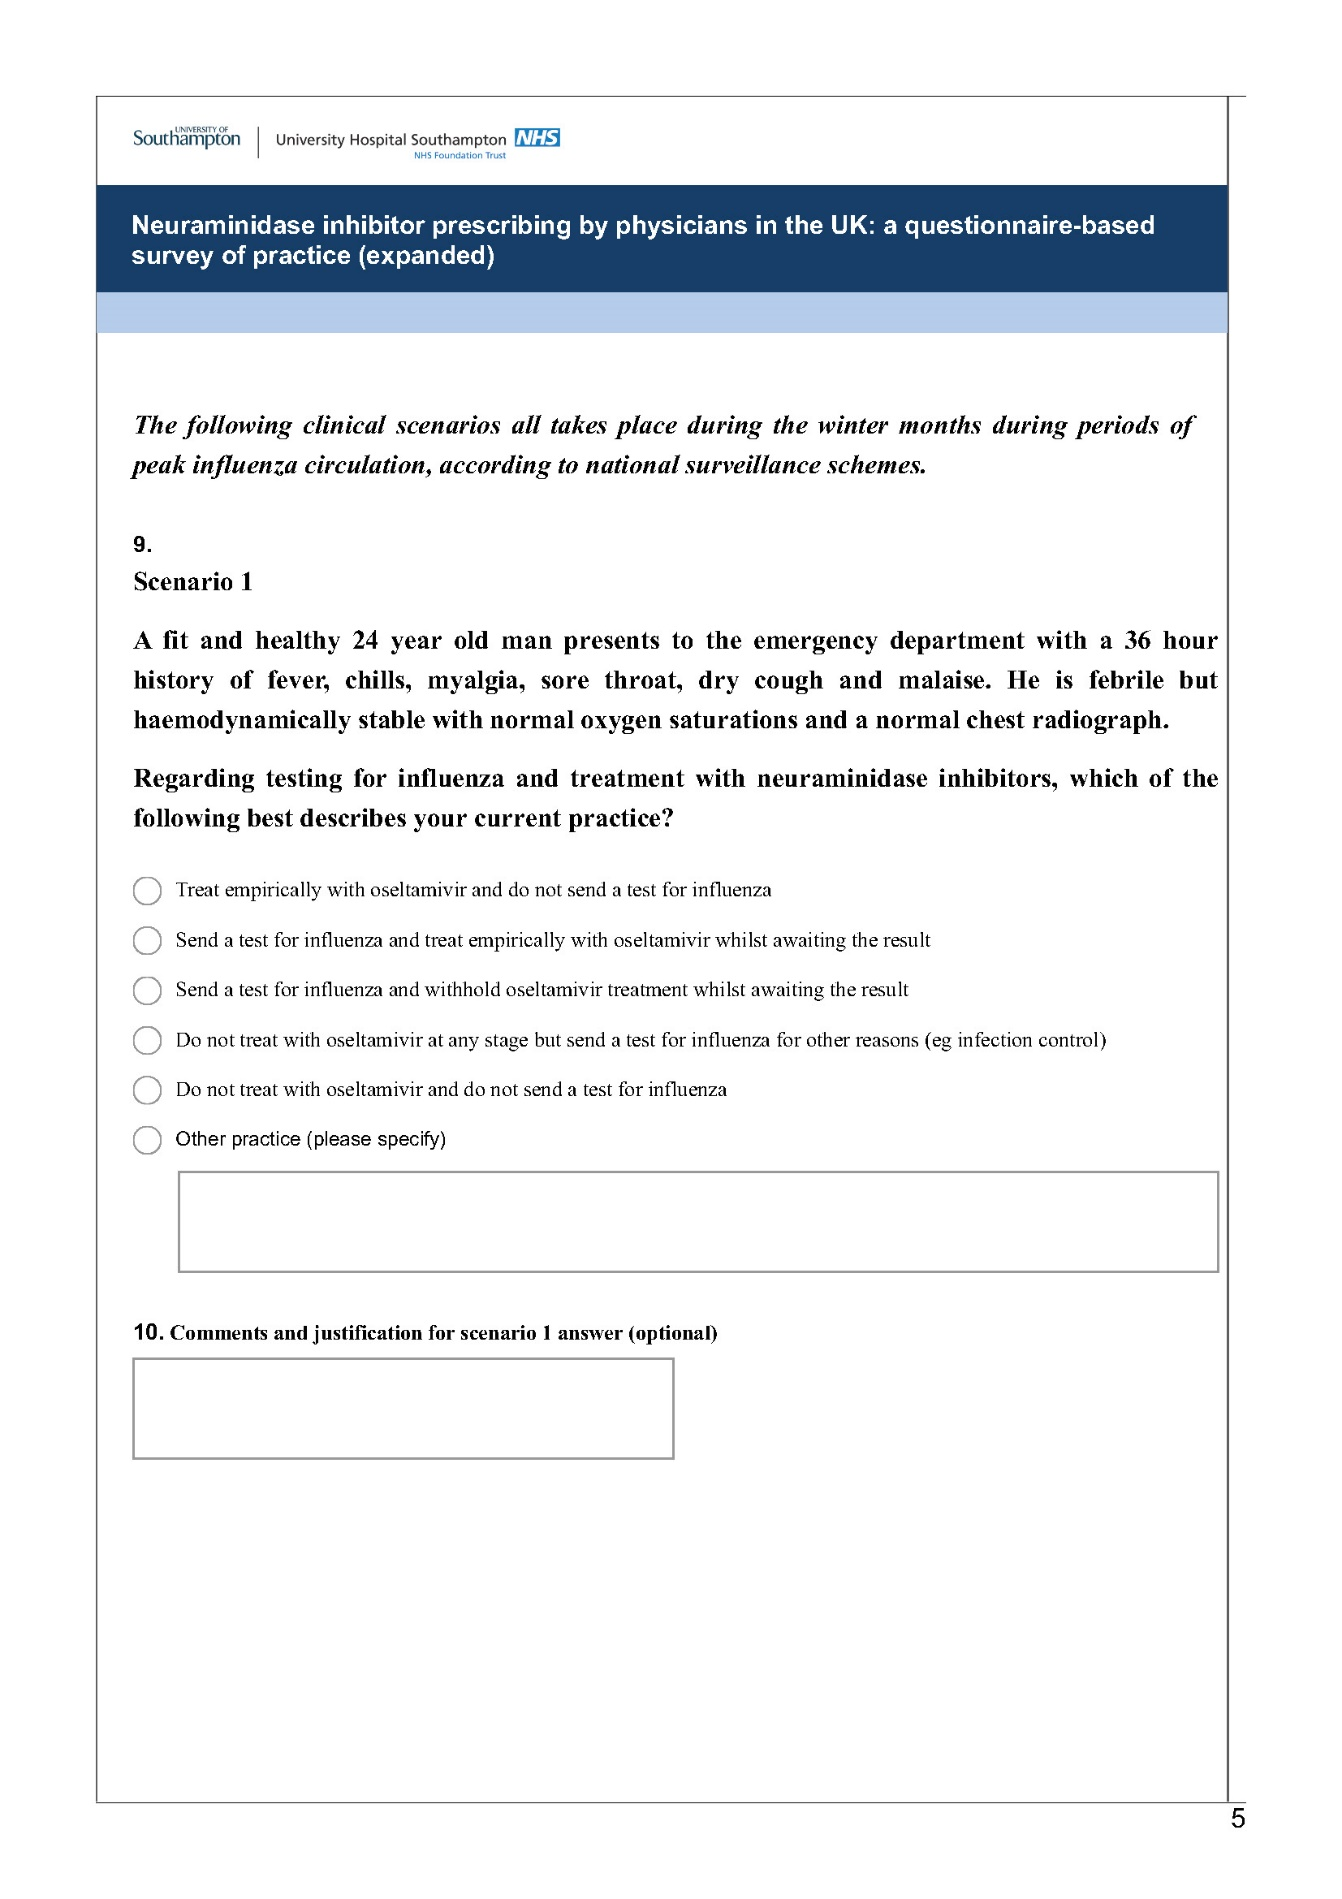 UNIVERSITY OF
Southampton
University Hospital Southampton NHS
NHS Foundation Trust
Neuraminidase inhibitor prescribing by physicians in the UK: a questionnaire-based
survey of practice (expanded)
The following clinical scenarios all takes place during the winter months during periods of
peak influenza circulation, according to national surveillance schemes.
9.
Scenario 1
A fit and healthy 24 year old man presents to the emergency department with a 36 hour
history of fever, chills, myalgia, sore throat, dry cough and malaise. He is febrile but
haemodynamically stable with normal oxygen saturations and a normal chest radiograph.
Regarding testing for influenza and treatment with neuraminidase inhibitors, which of the
following best describes your current practice?
Treat empirically with oseltamivir and do not send a test for influenza
Send a test for influenza and treat empirically with oseltamivir whilst awaiting the result
Send a test for influenza and withhold oseltamivir treatment whilst awaiting the result
Do not treat with oseltamivir at any stage but send a test for influenza for other reasons (eg infection control)
Do not treat with oseltamivir and do not send a test for influenza
Other practice (please specify)
10. Comments and justification for scenario 1 answer (optional)
5